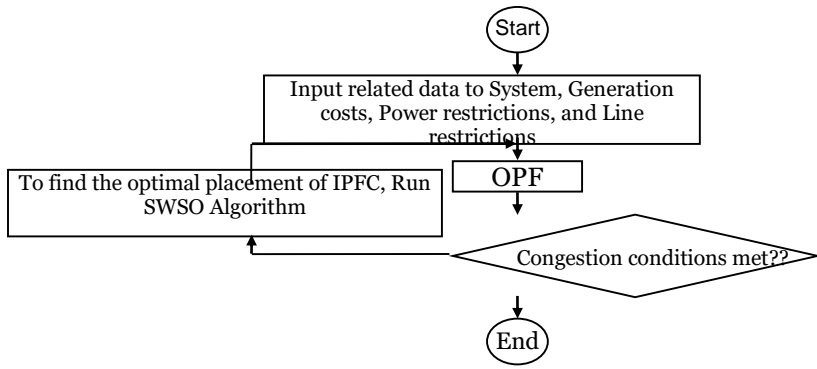 Start
Input related data to System, Generation
costs, Power restrictions, and Line
restrictions
OPF
To find the optimal placement of IPFC, Run
SWSO Algorithm
Congestion conditions met??
End